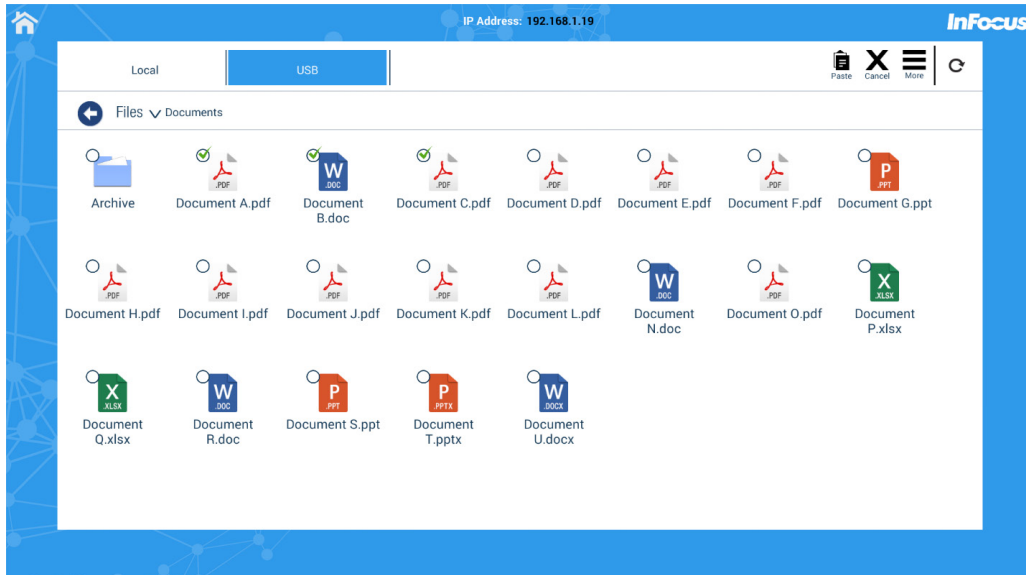 IP Address: 192.168.1.19
InFocus
Local
USB
Paste
Cancel
More
Files
Documents
.PDF
W
.DOC
.PDF
.PDF
.PDF
.PDF
P
.PPT
Archive
Document A.pdf
Document
B.doc
Document C.pdf
Document D.pdf
Document E.pdf
Document F.pdf
Document G.ppt
.PDF
.PDF
.PDF
.PDF
.PDF
W
.DOC
.PDF
X
.XLSX
Document H.pdf
Document I.pdf
Document J.pdf
Document K.pdf
Document L.pdf
Document
N.doc
Document O.pdf
Document
P.xlsx
X
.XLSX
W
.DOC
P
.PPT
P
.PPTX
W
.DOCX
Document
Q.xlsx
Document
R.doc
Document S.ppt
Document
T.pptx
Document
U.docx